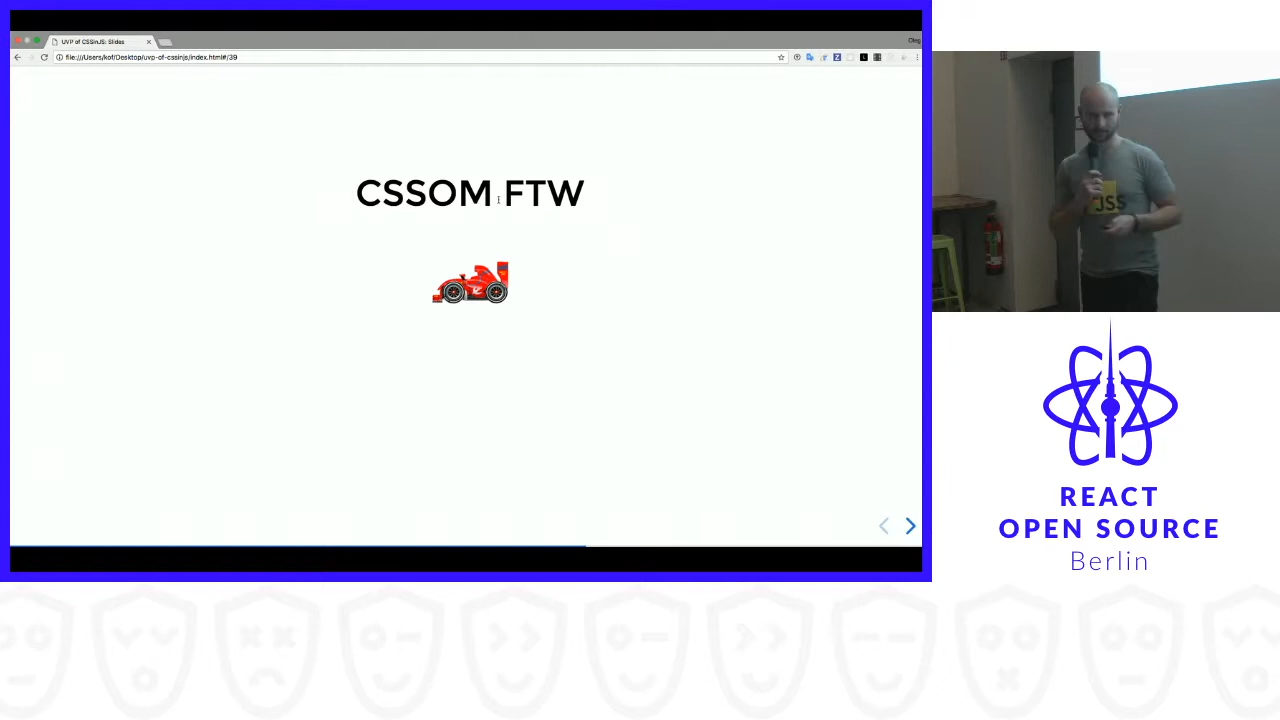 UVP of CSSinJS: Slides
Oleg
file:///Users/kof/Desktop/uvp-of-cssinjs/index.html#/39
CSSOM FTW
JSS
REACT
OPEN SOURCE
Berlin